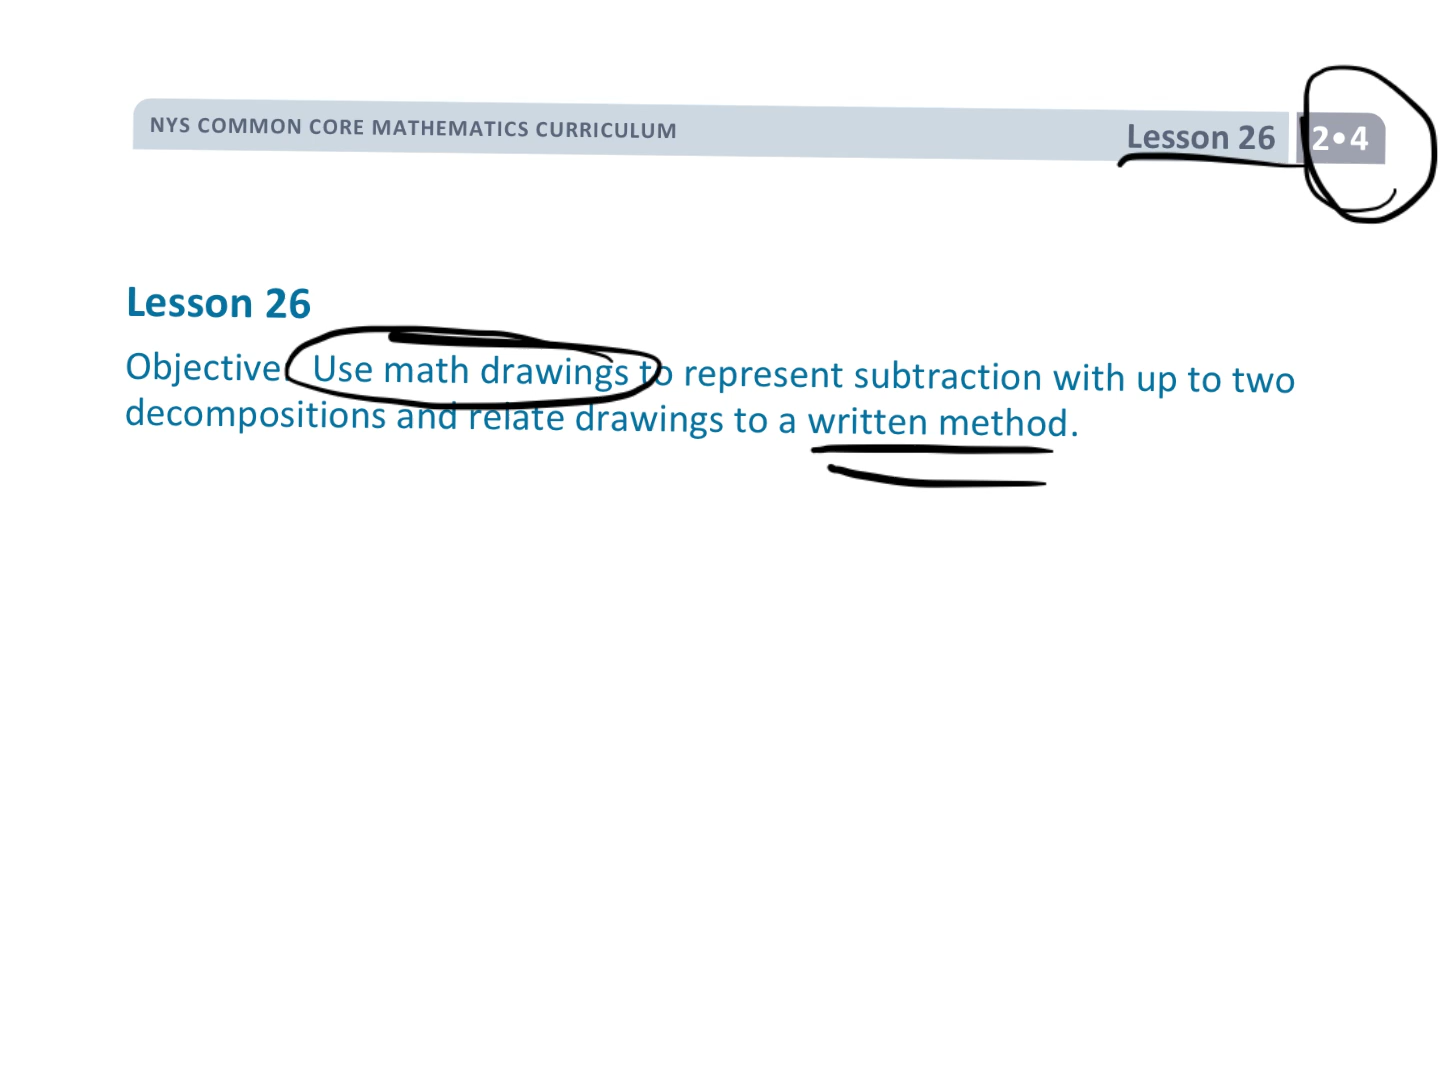 NYS COMMON CORE MATHEMATICS CURRICULUM
Lesson 26
2•4
Lesson 26
Objective: Use math drawings to represent subtraction with up to two
decompositions and relate drawings to a written method.